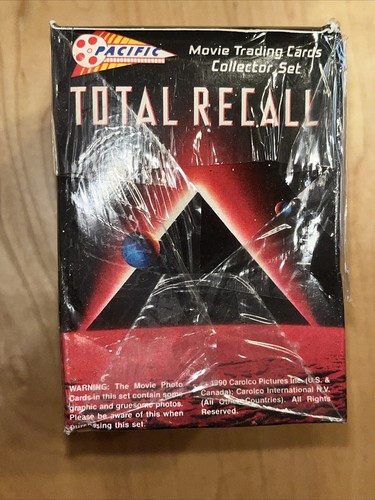 PACIFIC
Movie Trading Cards
Collector Set
TOTAL RECALL
WARNING: The Movie Photo
Cards in this set contain some
graphic and gruesome photos.
Please be aware of this when
purchasing this set.
1990 Carolco Pictures Inc. (U.S. &
Canada); Carolco International N.V.
(All Other Countries). All Rights
Reserved.